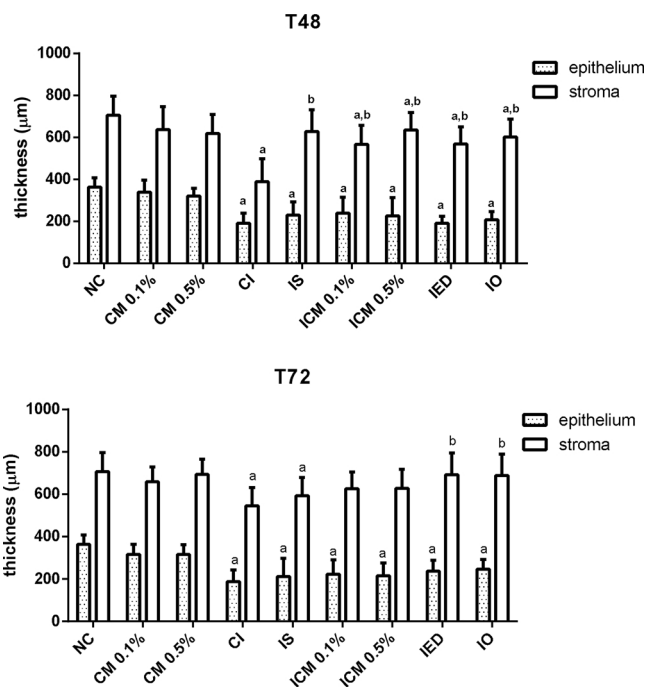 T48
1000
800
600
400
200
0
thickness (μm)
epithelium
stroma
a a b a a,b a a,b a a,b a a,b a
NC CM 0.1% CM 0.5% CI IS ICM 0.1% ICM 0.5% IED IO
T72
1000
800
600
400
200
0
thickness (μm)
epithelium
stroma
a a a a a a b a b a
NC CM 0.1% CM 0.5% CI IS ICM 0.1% ICM 0.5% IED IO